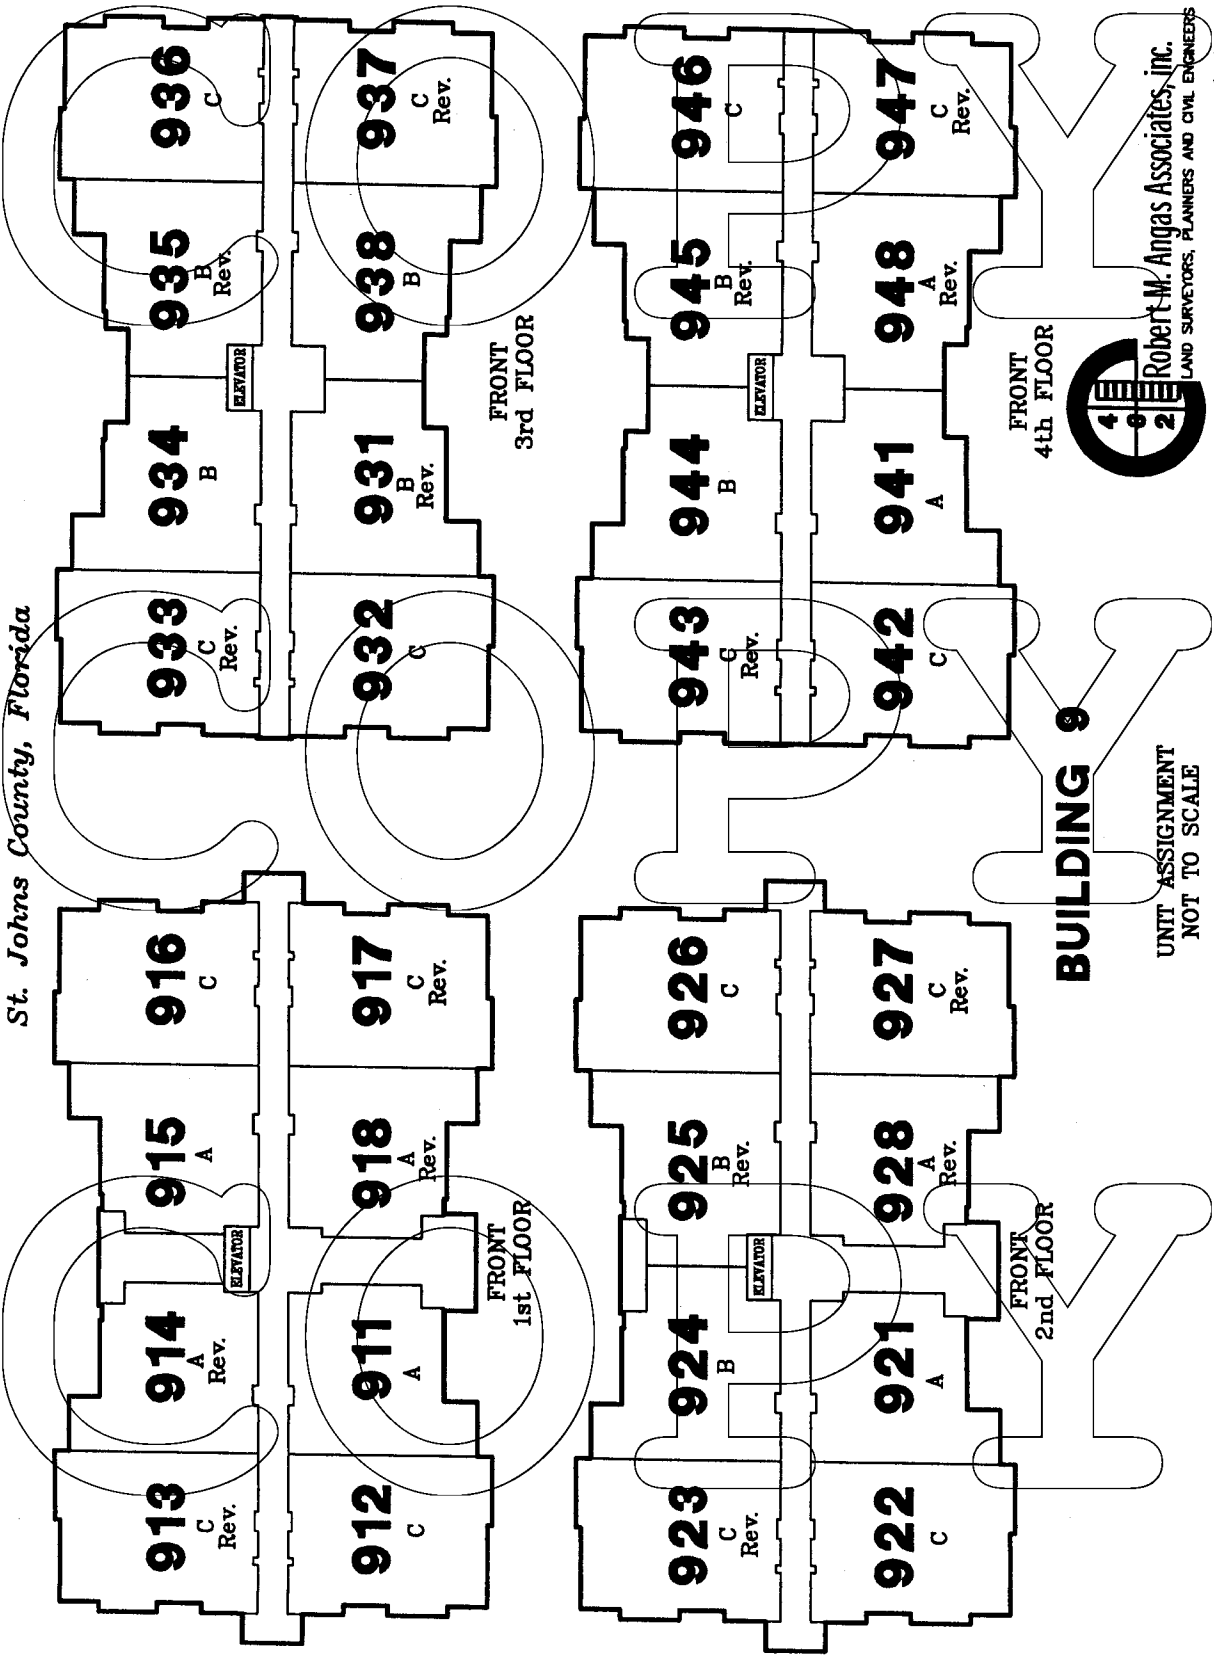 St. Johns County, Florida
916
C
915
A
914
A
Rev.
913
C
Rev.
917
C
Rev.
918
A
Rev.
911
A
912
C
ELEVATOR
FRONT
1st FLOOR
936
C
935
B
Rev.
934
B
933
C
Rev.
937
C
Rev.
938
B
931
B
Rev.
932
C
ELEVATOR
FRONT
3rd FLOOR
926
C
925
B
Rev.
924
B
923
C
Rev.
927
C
Rev.
928
A
Rev.
921
A
922
C
ELEVATOR
FRONT
2nd FLOOR
946
C
945
B
Rev.
944
B
943
C
Rev.
947
C
Rev.
948
A
Rev.
941
A
942
C
ELEVATOR
FRONT
4th FLOOR
BUILDING 9
UNIT ASSIGNMENT
NOT TO SCALE
Robert M. Angas Associates, inc.
LAND SURVEYORS, PLANNERS AND CIVIL ENGINEERS
COPY
COPY
COPY